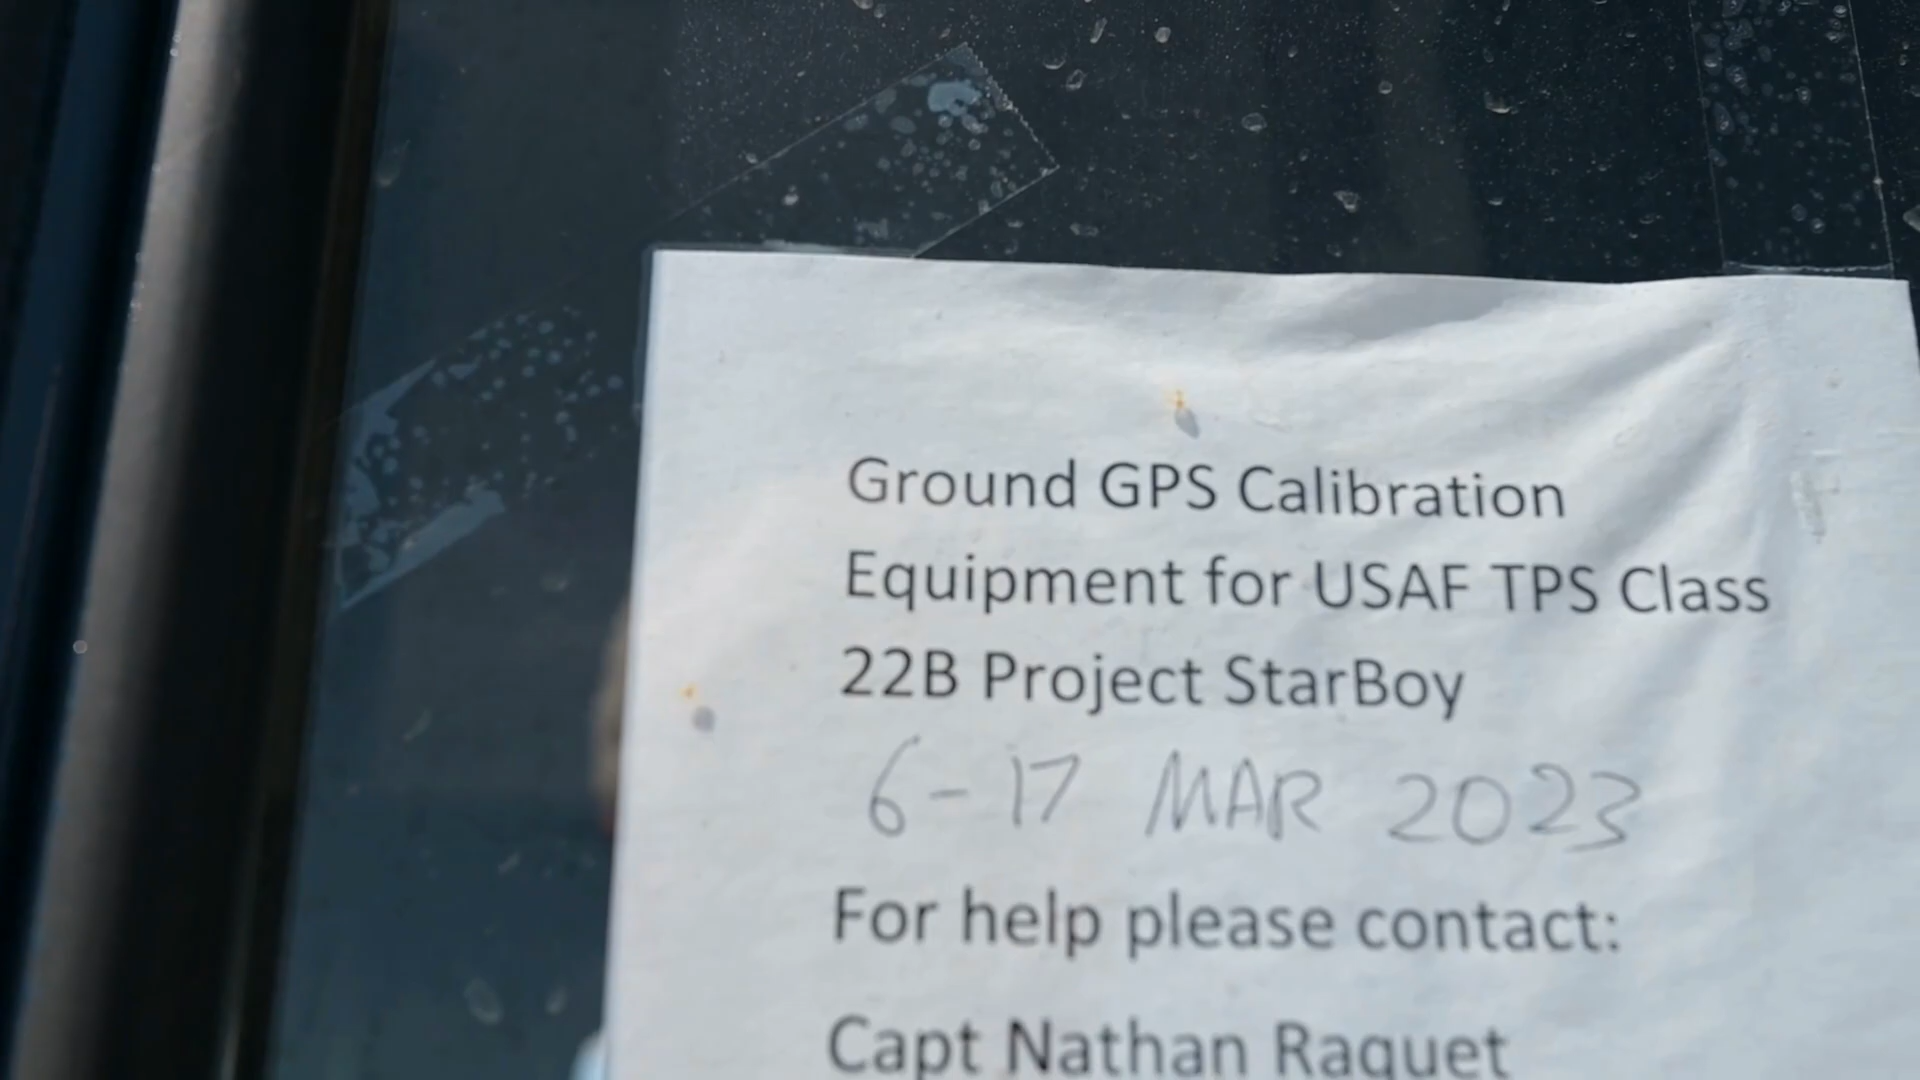 Ground GPS Calibration
Equipment for USAF TPS Class
22B Project StarBoy
6-17 MAR 2023
For help please contact:
Capt Nathan Raquet